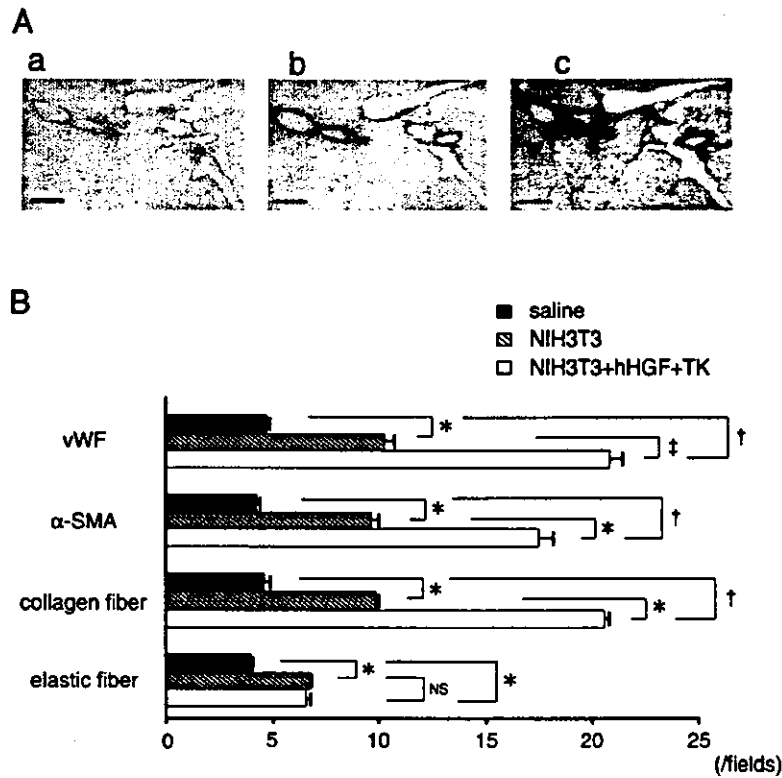 A
a
b
c
B
saline
NIH3T3
NIH3T3+hHGF+TK
vWF
*
‡
†
α-SMA
*
*
†
collagen fiber
*
*
†
elastic fiber
*
NS
*
0 5 10 15 20 25
(/fields)